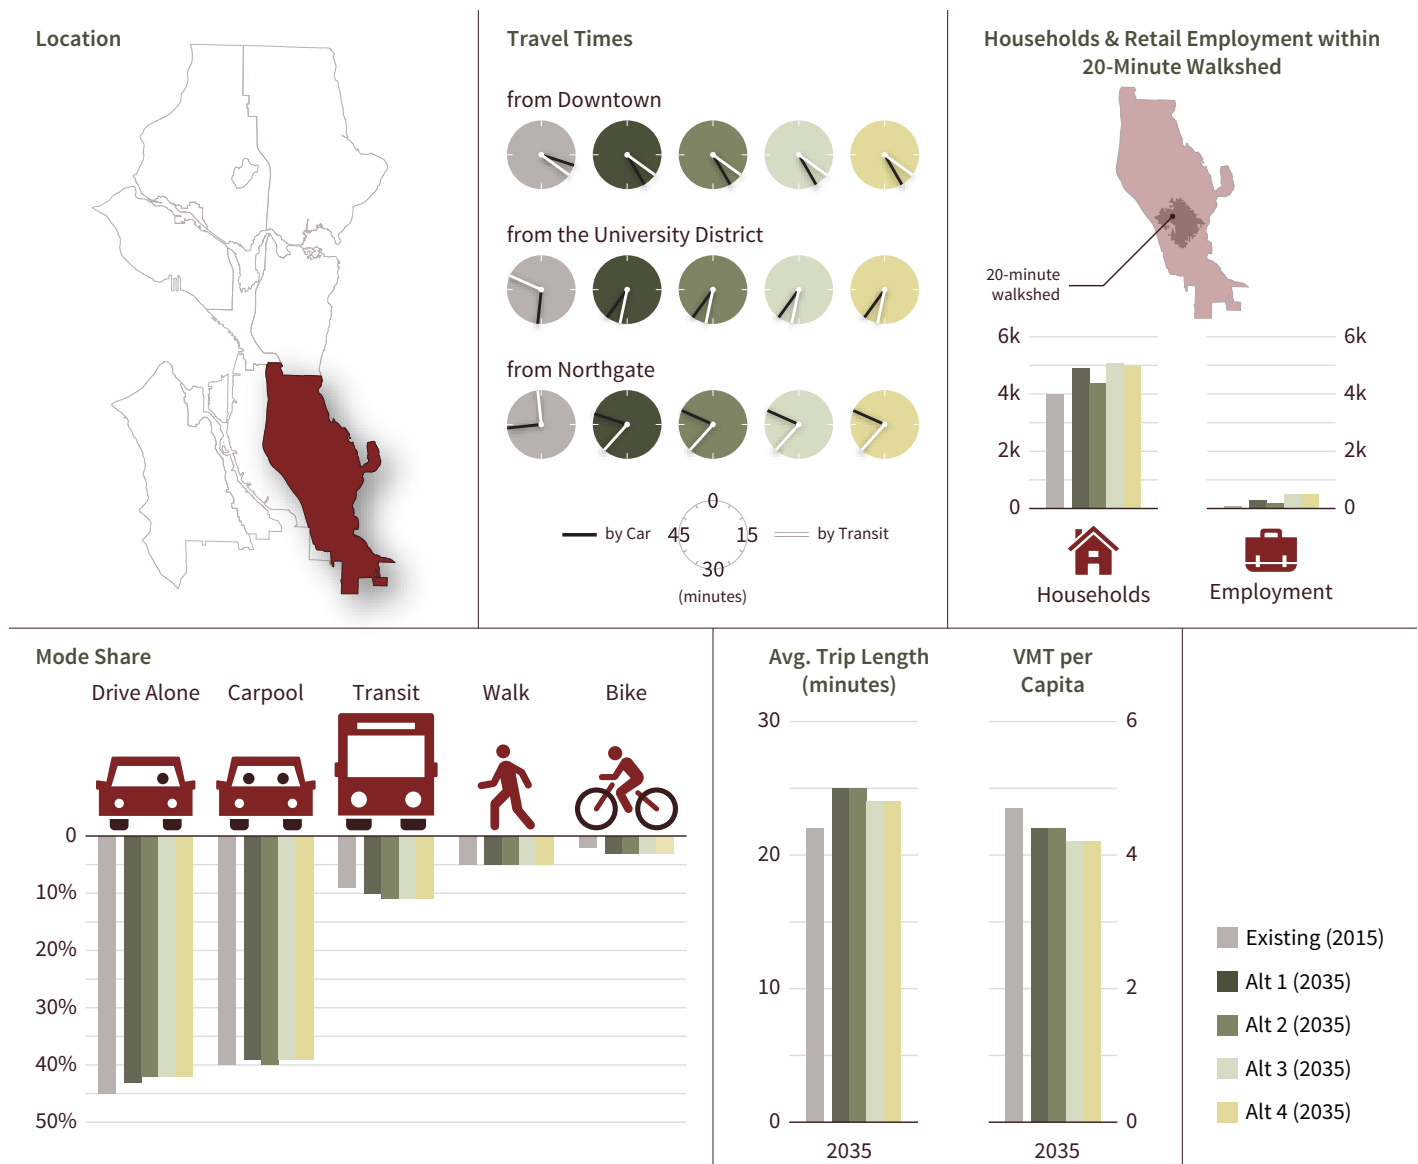 Location
Travel Times
from Downtown
from the University District
from Northgate
by Car
0
45
15
30
(minutes)
by Transit
Households & Retail Employment within
20-Minute Walkshed
20-minute
walkshed
6k
4k
2k
0
6k
4k
2k
0
Households
Employment
Mode Share
Drive Alone
Carpool
Transit
Walk
Bike
0
10%
20%
30%
40%
50%
Avg. Trip Length
(minutes)
30
20
10
0
2035
VMT per
Capita
6
4
2
0
2035
Existing (2015)
Alt 1 (2035)
Alt 2 (2035)
Alt 3 (2035)
Alt 4 (2035)